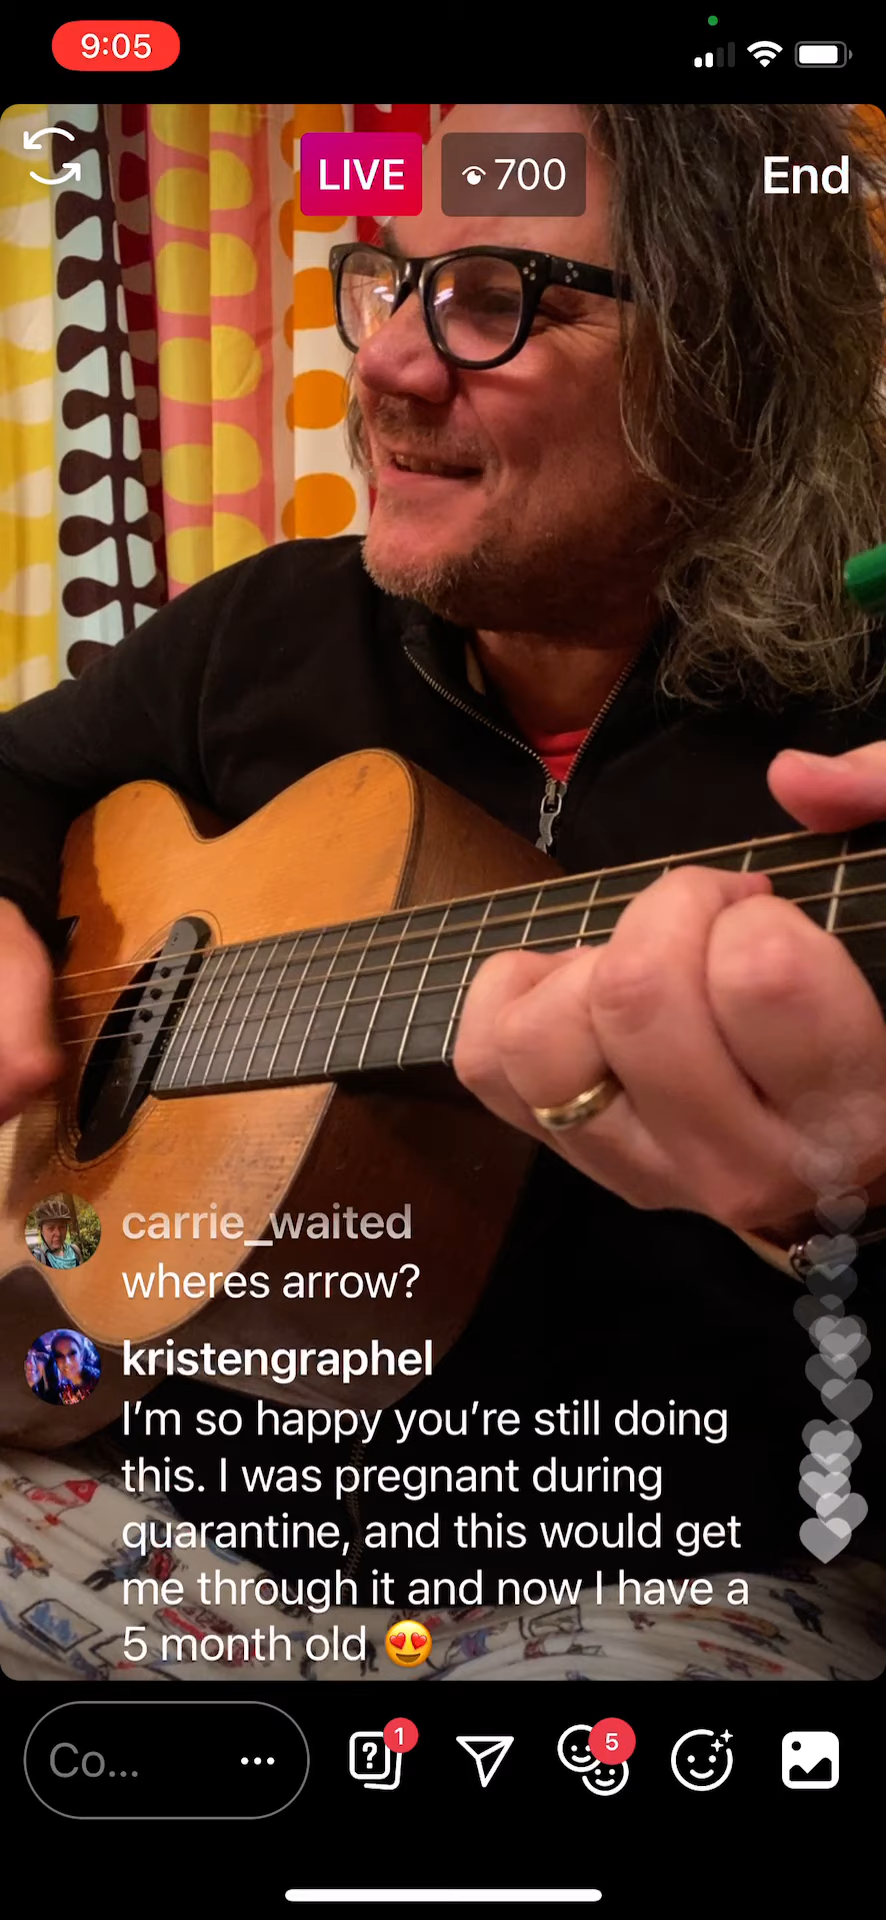 9:05
LIVE
700
End
carrie_waited
wheres arrow?
kristengraphel
I’m so happy you’re still doing
this. I was pregnant during
quarantine, and this would get
me through it and now I have a
5 month old 😍
Co...
...
?
1
5